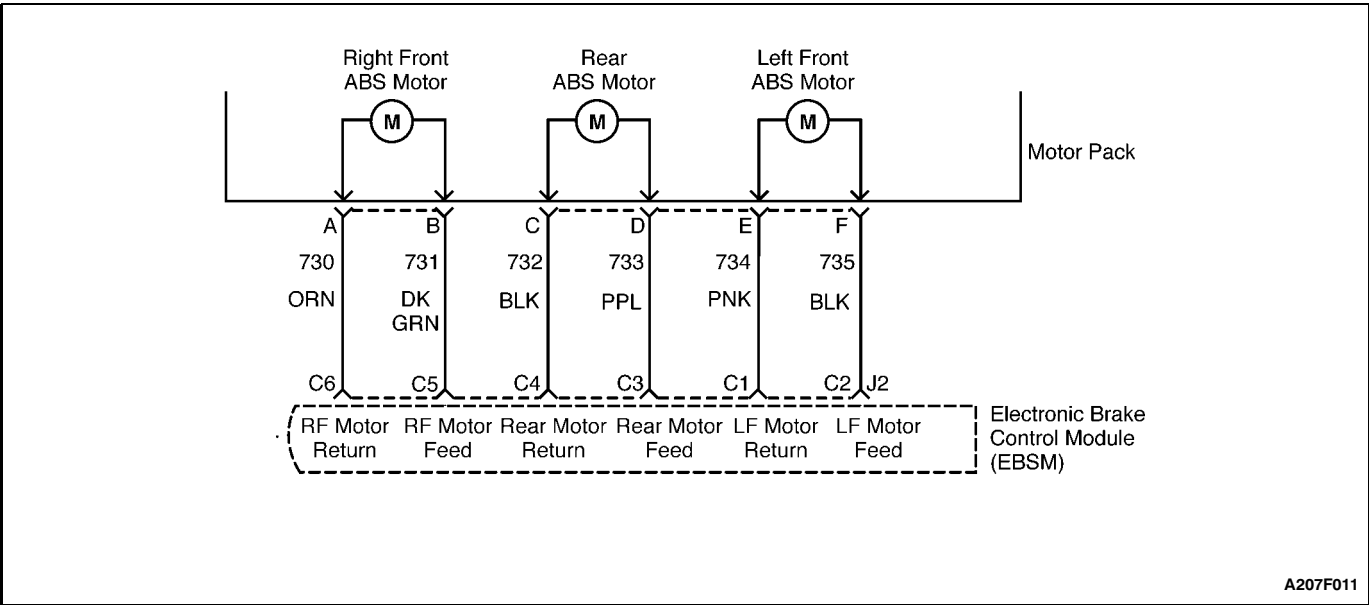 Right Front Rear Left Front
ABS Motor ABS Motor ABS Motor
M M M
Motor Pack
A B C D E F
730 731 732 733 734 735
ORN DK BLK PPL PNK BLK
GRN
C6 C5 C4 C3 C1 C2 J2
RF Motor RF Motor Rear Motor Rear Motor LF Motor LF Motor
Return Feed Return Feed Return Feed
Electronic Brake
Control Module
(EBSM)
A207F011